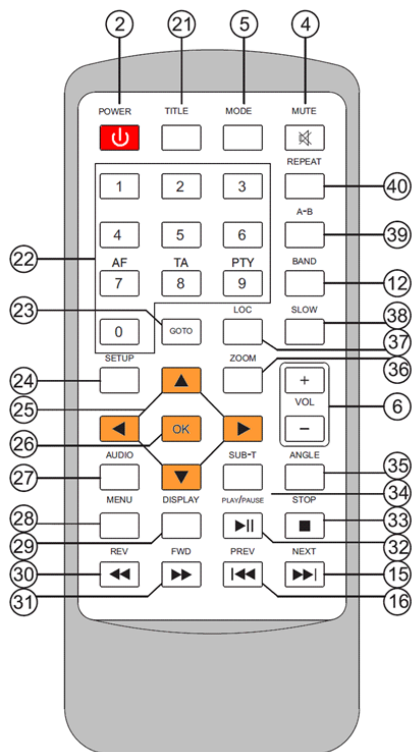 2 21 5 4
POWER TITLE MODE MUTE
REPEAT
1 2 3
40
A-B
39
4 5 6
22
AF TA PTY BAND
7 8 9
12
23
LOC SLOW
0 GOTO
38
37
SETUP ZOOM
36
24
+
VOL
6
25
26
OK
–
AUDIO SUB-T ANGLE
27
35
34
MENU DISPLAY PLAY/PAUSE STOP
28
33
29
32
REV FWD PREV NEXT
30
15
31
16